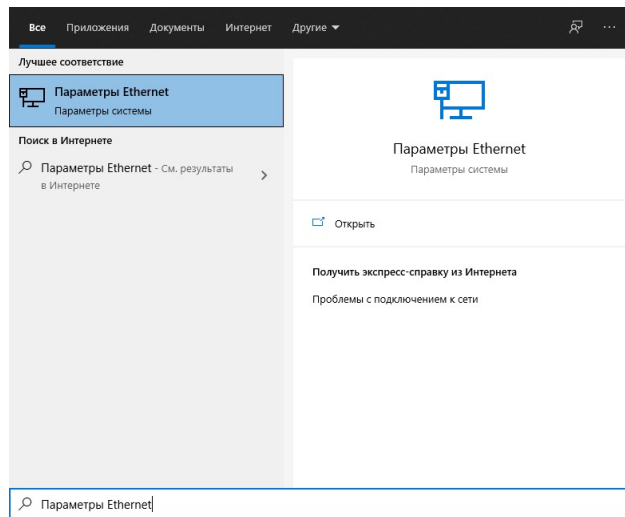 Все Приложения Документы Интернет Другие
Лучшее соответствие
Параметры Ethernet
Параметры системы
Поиск в Интернете
Параметры Ethernet - См. результаты
в Интернете
Параметры Ethernet
Параметры системы
Открыть
Получить экспресс-справку из Интернета
Проблемы с подключением к сети
Параметры Ethernet